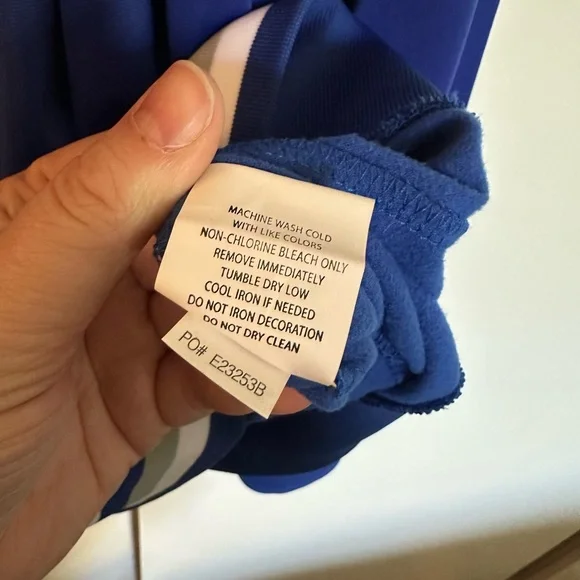 MACHINE WASH COLD
WITH LIKE COLORS
NON-CHLORINE BLEACH ONLY
REMOVE IMMEDIATELY
TUMBLE DRY LOW
COOL IRON IF NEEDED
DO NOT IRON DECORATION
DO NOT DRY CLEAN
PO# E23253B